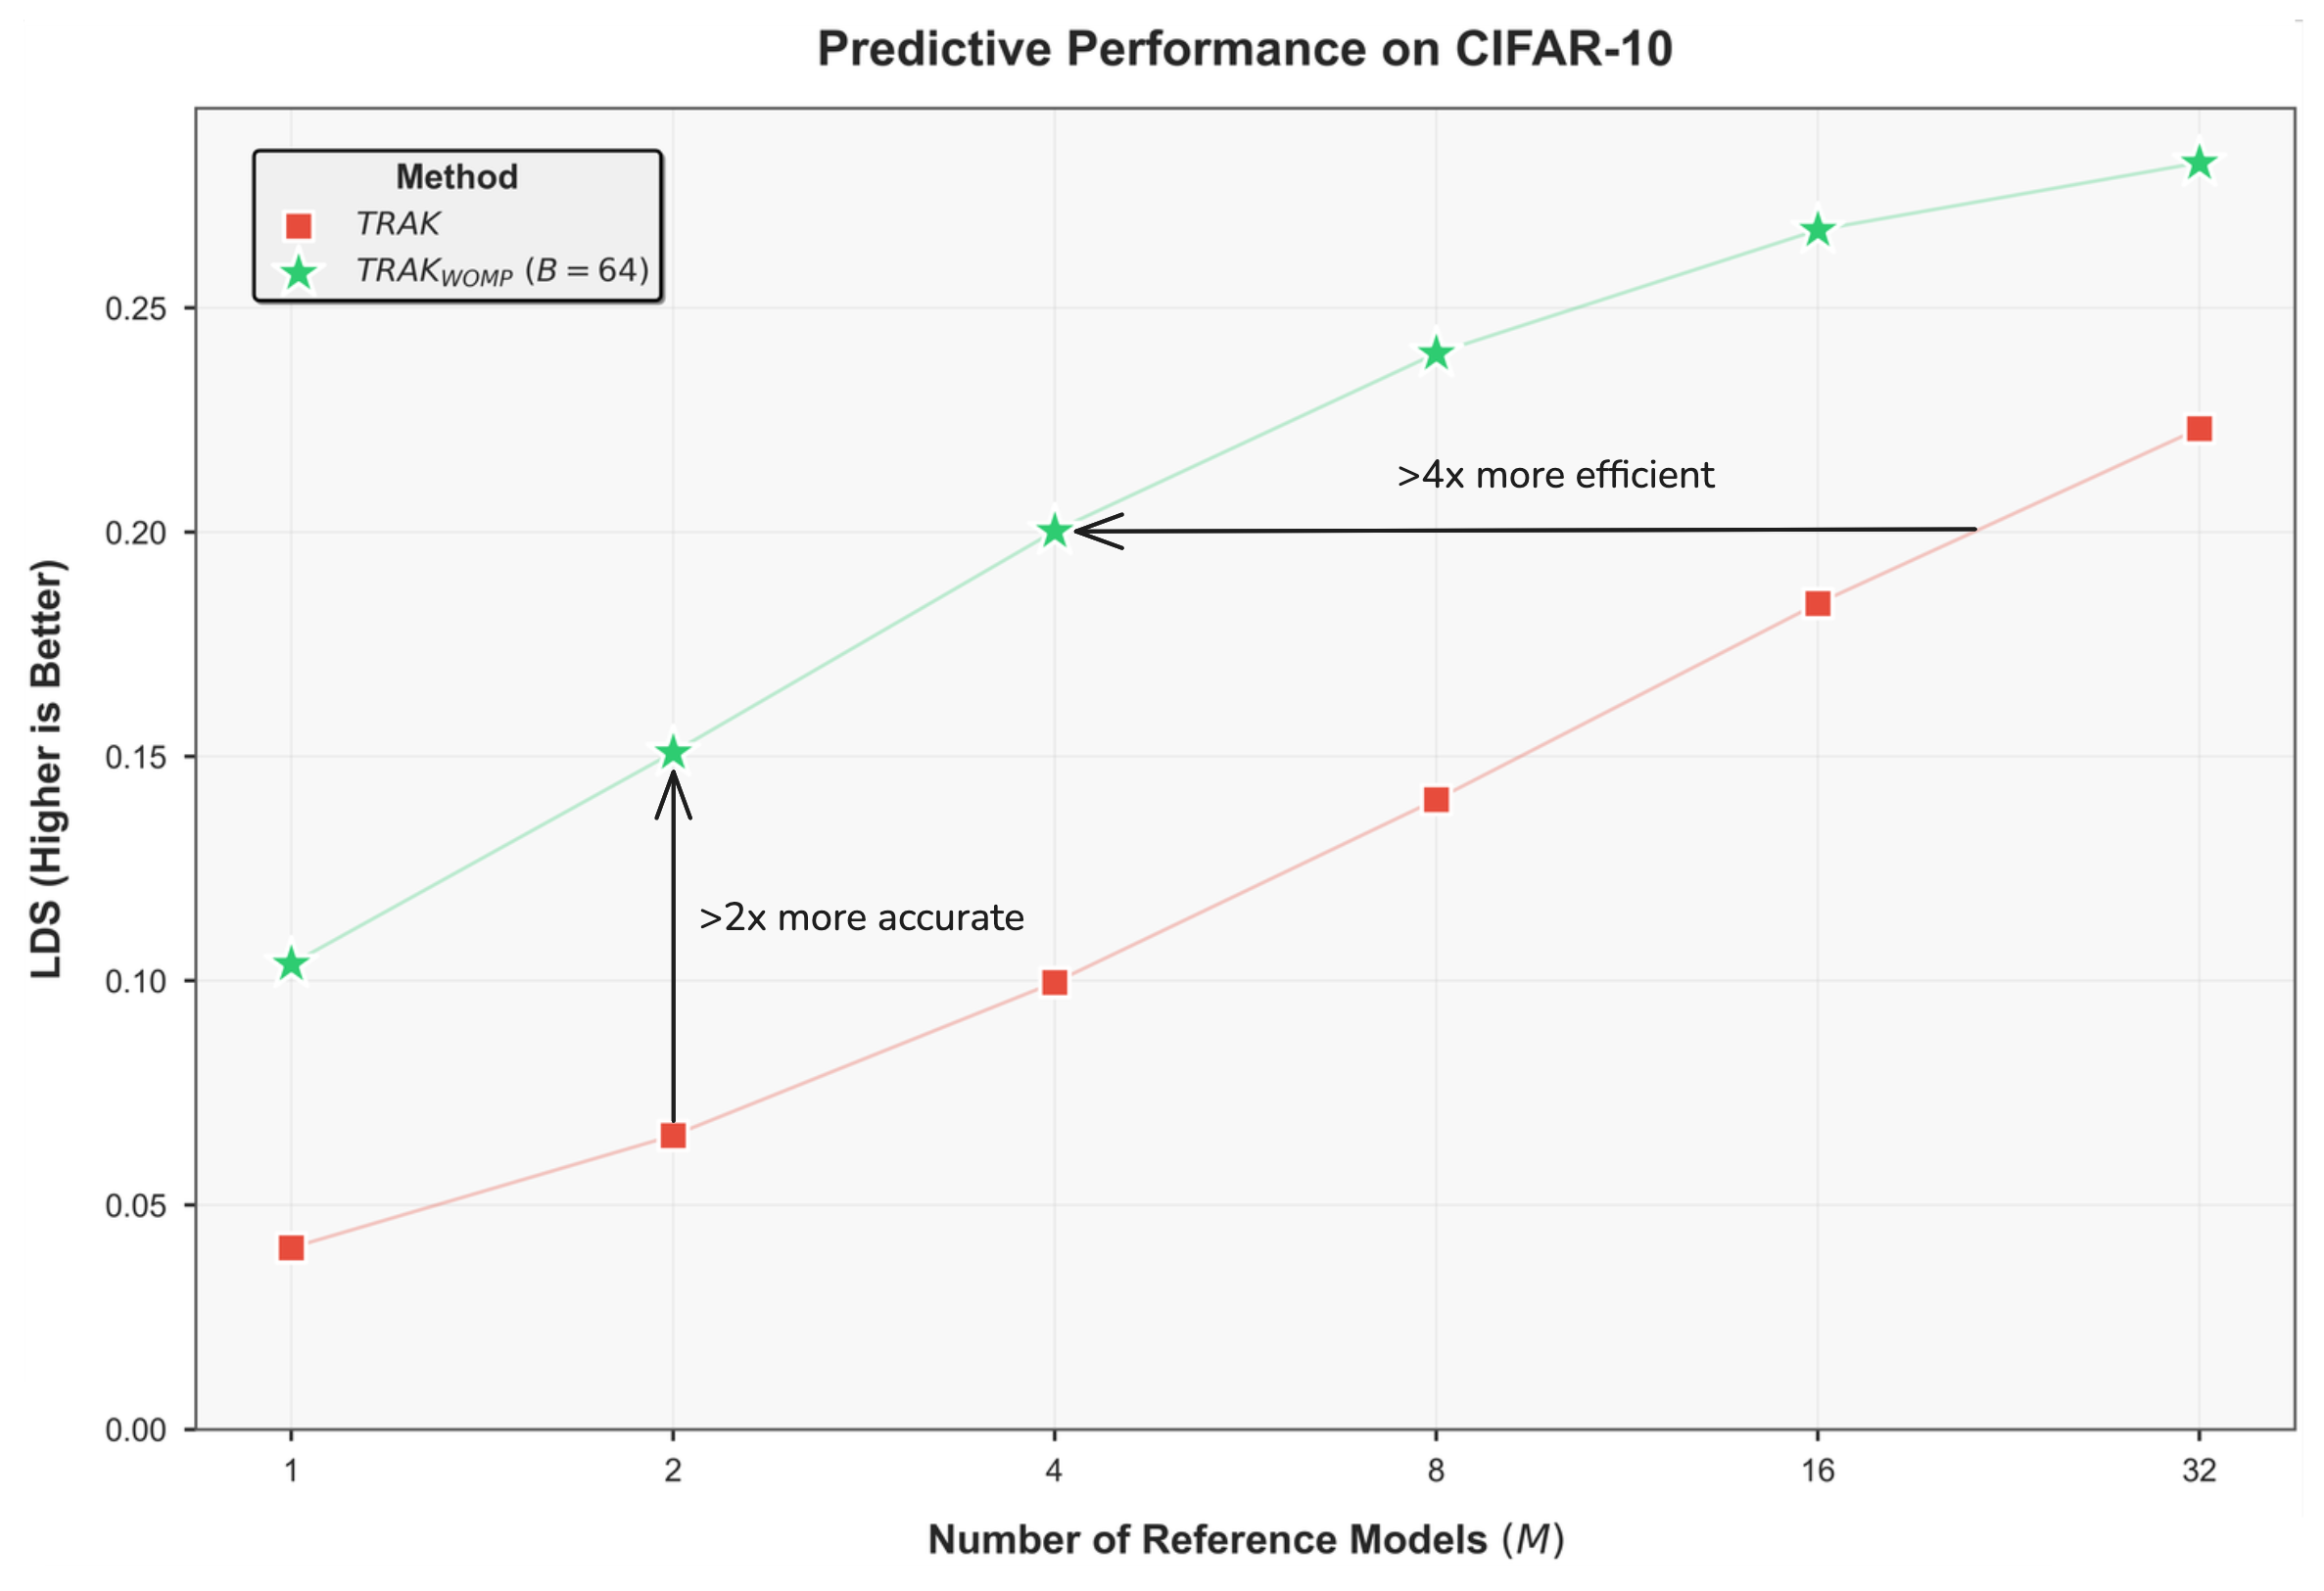 Predictive Performance on CIFAR-10
Method
TRAK
TRAK_WOMP (B = 64)
0.25
0.20
0.15
0.10
0.05
0.00
LDS (Higher is Better)
>4x more efficient
>2x more accurate
1 2 4 8 16 32
Number of Reference Models (M)